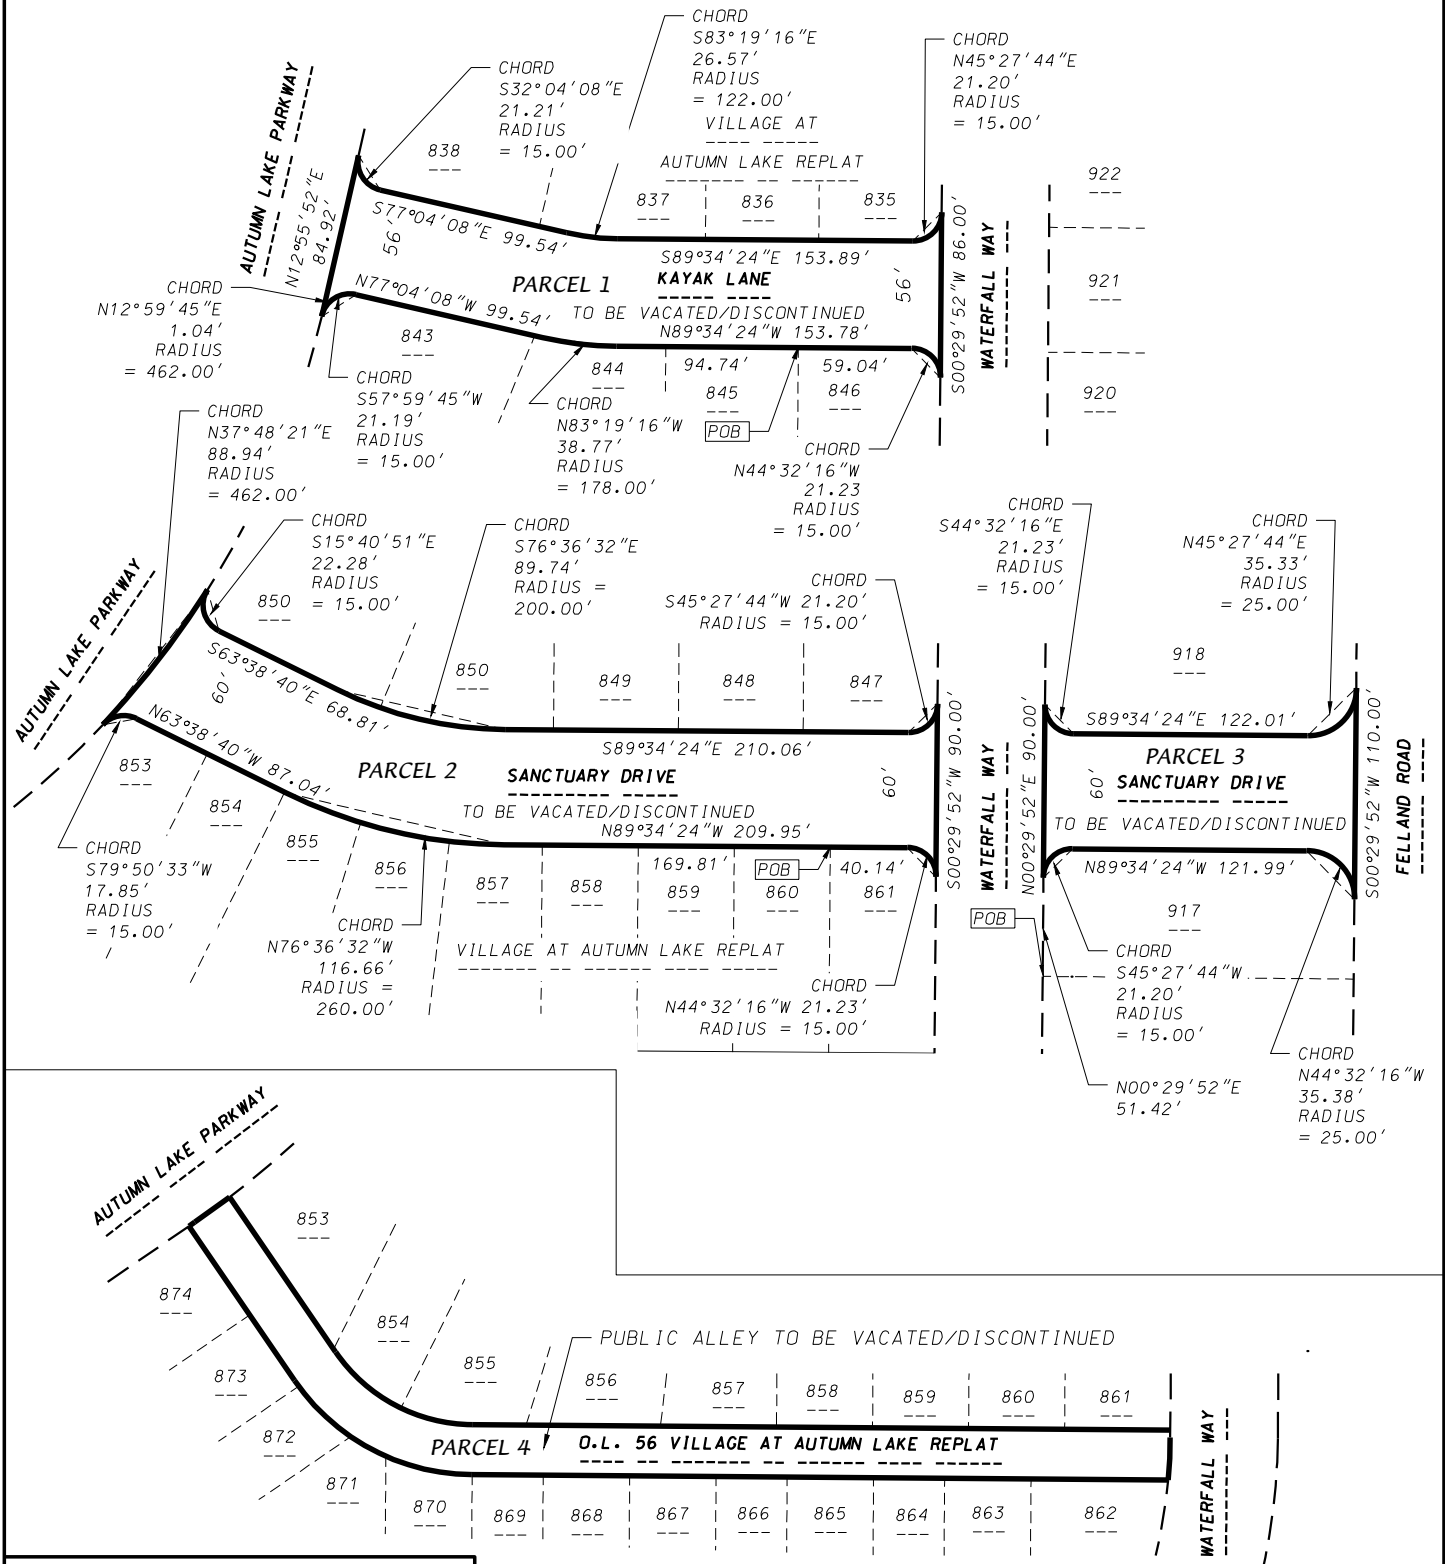 CHORD
S83°19'16"E
26.57'
RADIUS
= 122.00'
CHORD
N45°27'44"E
21.20'
RADIUS
= 15.00'
CHORD
S32°04'08"E
21.21'
RADIUS
= 15.00'
VILLAGE AT
AUTUMN LAKE REPLAT
AUTUMN LAKE PARKWAY
838
837
836
835
922
921
920
N12°55'52"E
84.92'
S77°04'08"E 99.54'
56'
N77°04'08"W 99.54'
S89°34'24"E 153.89'
PARCEL 1
KAYAK LANE
TO BE VACATED/DISCONTINUED
N89°34'24"W 153.78'
56'
S00°29'52"W 86.00'
WATERFALL WAY
CHORD
N12°59'45"E
1.04'
RADIUS
= 462.00'
843
844
94.74'
59.04'
845
846
POB
CHORD
S57°59'45"W
21.19'
RADIUS
= 15.00'
CHORD
N83°19'16"W
38.77'
RADIUS
= 178.00'
CHORD
N44°32'16"W
21.23
RADIUS
= 15.00'
CHORD
N37°48'21"E
88.94'
RADIUS
= 462.00'
CHORD
S15°40'51"E
22.28'
RADIUS
= 15.00'
CHORD
S76°36'32"E
89.74'
RADIUS =
200.00'
CHORD
S45°27'44"W 21.20'
RADIUS = 15.00'
CHORD
S44°32'16"E
21.23'
RADIUS
= 15.00'
CHORD
N45°27'44"E
35.33'
RADIUS
= 25.00'
AUTUMN LAKE PARKWAY
850
850
849
848
847
918
S63°38'40"E 68.81'
60'
N63°38'40"W 87.04'
S89°34'24"E 210.06'
PARCEL 2
SANCTUARY DRIVE
TO BE VACATED/DISCONTINUED
N89°34'24"W 209.95'
60'
S00°29'52"W 90.00'
WATERFALL WAY
N00°29'52"E 90.00'
S89°34'24"E 122.01'
PARCEL 3
60'
SANCTUARY DRIVE
TO BE VACATED/DISCONTINUED
N89°34'24"W 121.99'
S00°29'52"W 110.00'
FELLAND ROAD
853
854
855
856
857
858
859
860
861
169.81'
POB
40.14'
POB
917
CHORD
S79°50'33"W
17.85'
RADIUS
= 15.00'
CHORD
N76°36'32"W
116.66'
RADIUS =
260.00'
VILLAGE AT AUTUMN LAKE REPLAT
CHORD
N44°32'16"W 21.23'
RADIUS = 15.00'
CHORD
S45°27'44"W
21.20'
RADIUS
= 15.00'
N00°29'52"E
51.42'
CHORD
N44°32'16"W
35.38'
RADIUS
= 25.00'
AUTUMN LAKE PARKWAY
853
874
854
873
855
PUBLIC ALLEY TO BE VACATED/DISCONTINUED
856
857
858
859
860
861
872
PARCEL 4
O.L. 56 VILLAGE AT AUTUMN LAKE REPLAT
WATERFALL WAY
871
870
869
868
867
866
865
864
863
862